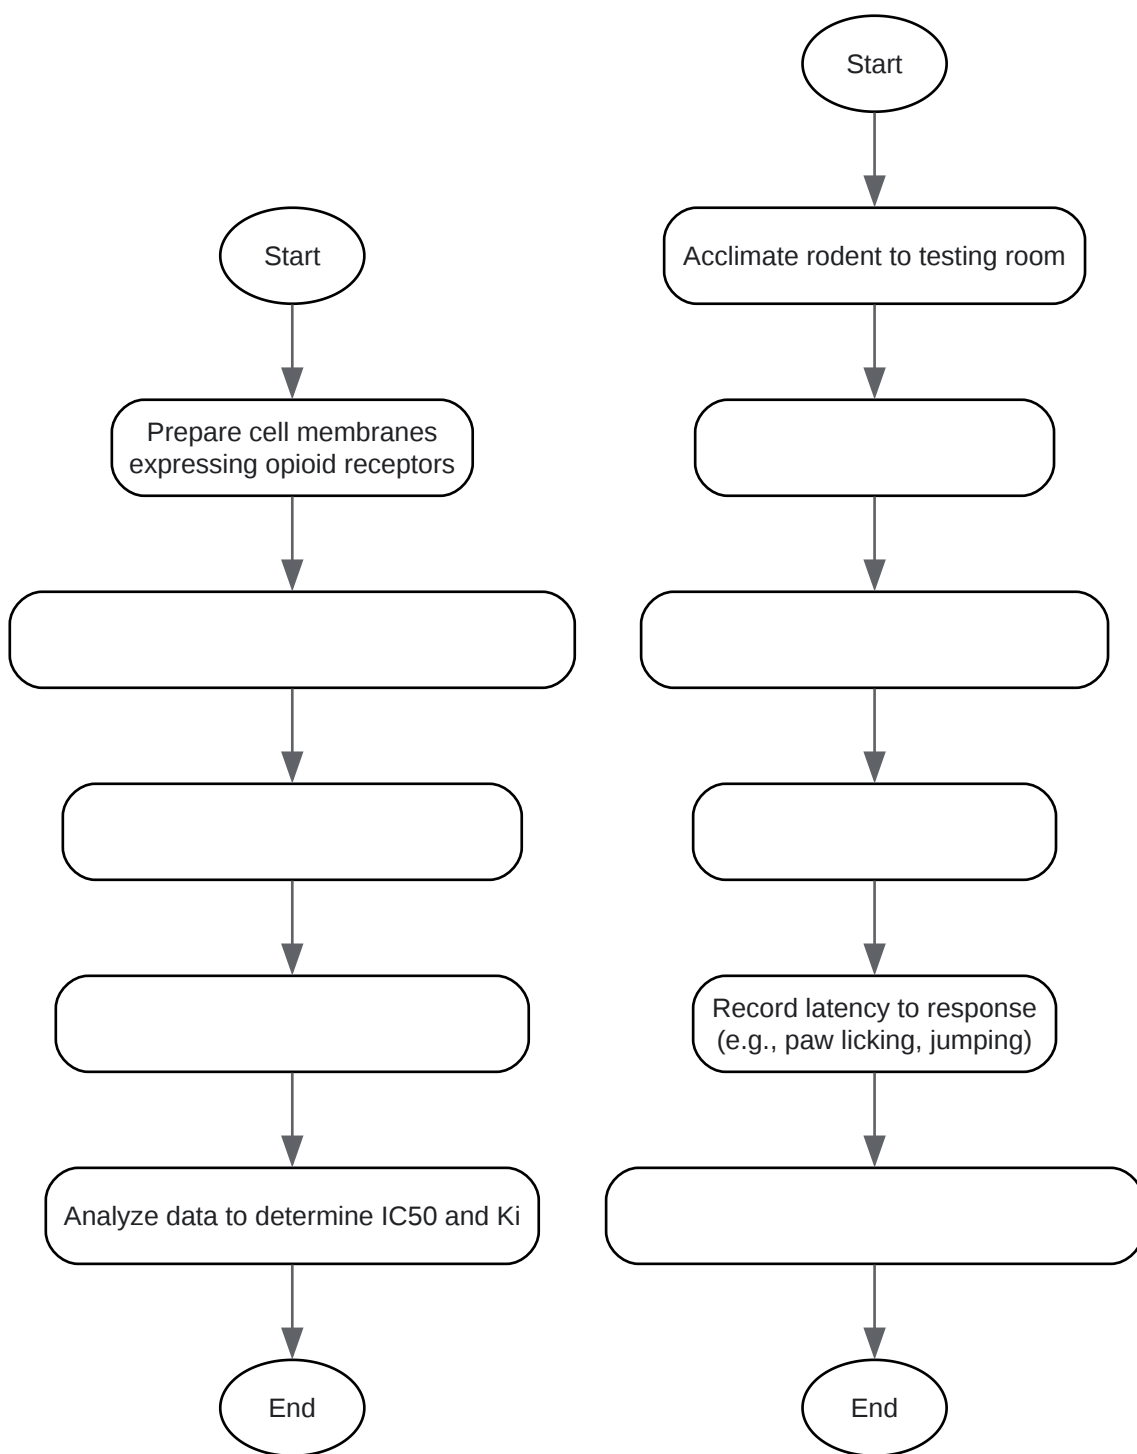 Start
Prepare cell membranes
expressing opioid receptors
Analyze data to determine IC50 and Ki
End
Start
Acclimate rodent to testing room
Record latency to response
(e.g., paw licking, jumping)
End